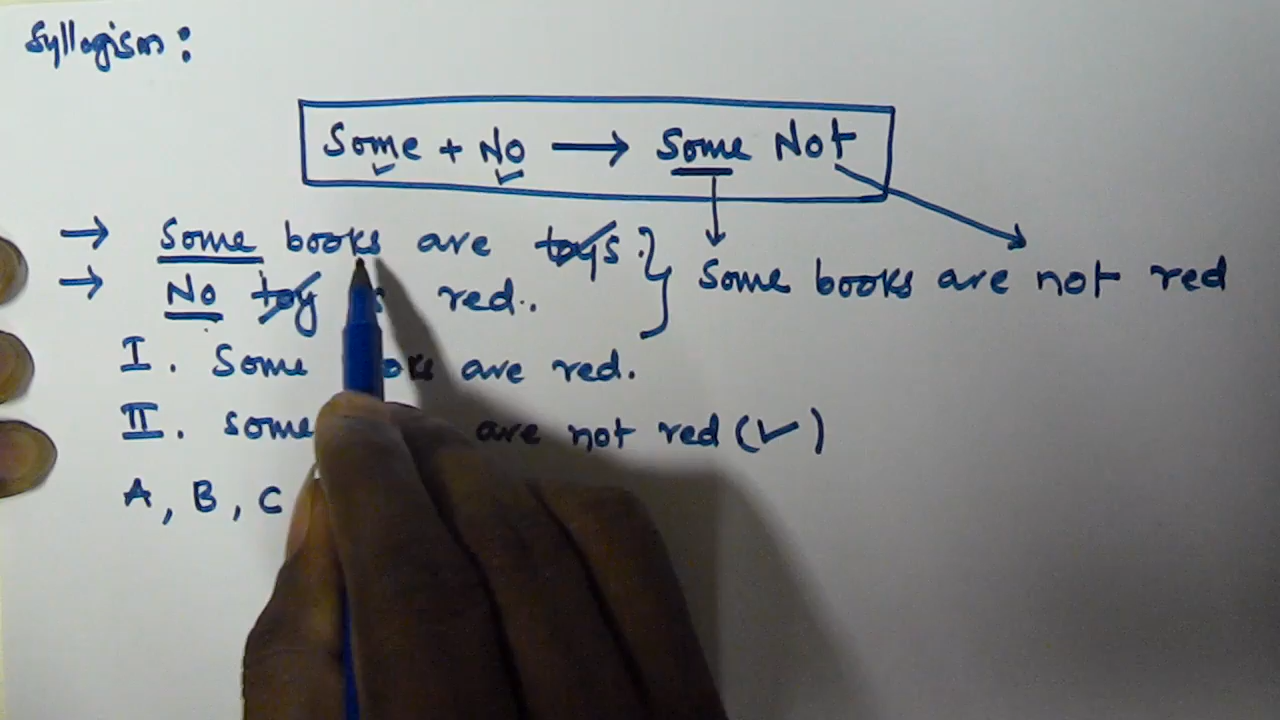 Syllogism:
Some + No → Some Not
→ Some books are toys.
→ No toy red.
Some books are not red
I. Some are red.
II. Some are not red (✓)
A, B, C